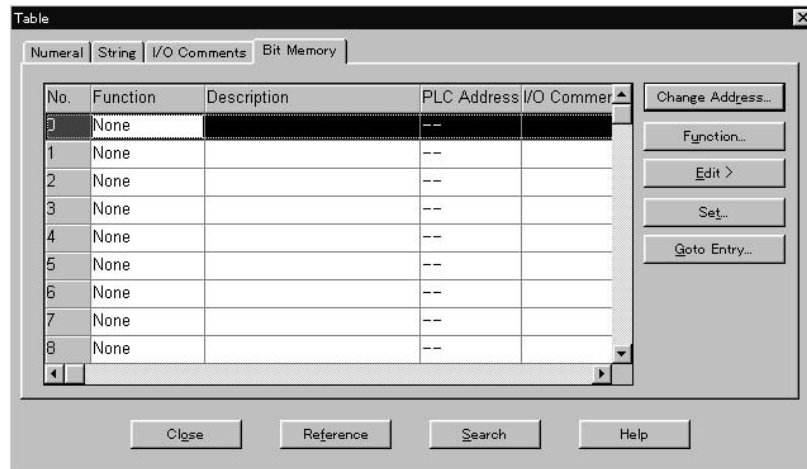 Table
Numeral String I/O Comments Bit Memory
No. Function Description PLC Address I/O Commer
0 None --
1 None --
2 None --
3 None --
4 None --
5 None --
6 None --
7 None --
8 None --
Change Address...
Function...
Edit >
Set...
Goto Entry...
Close Reference Search Help